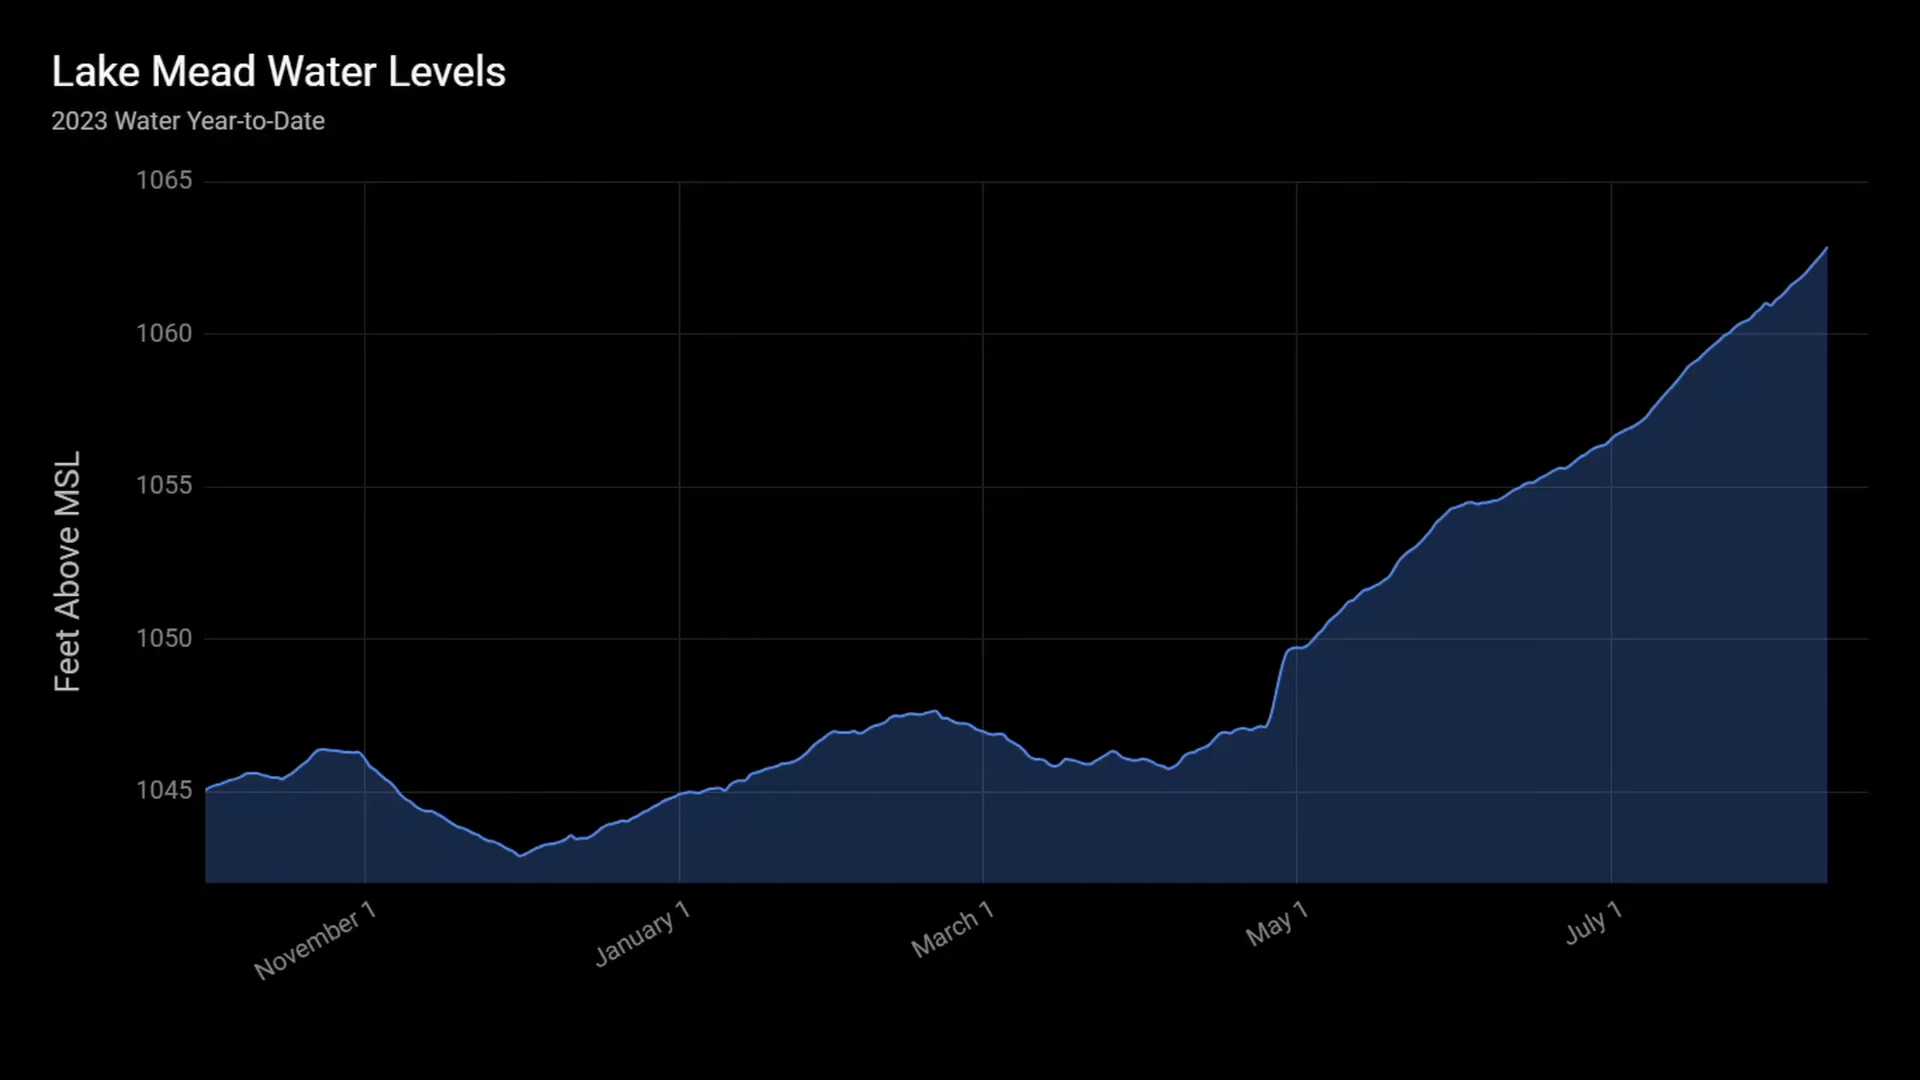 Lake Mead Water Levels
2023 Water Year-to-Date
1065
1060
1055
1050
1045
Feet Above MSL
November 1
January 1
March 1
May 1
July 1